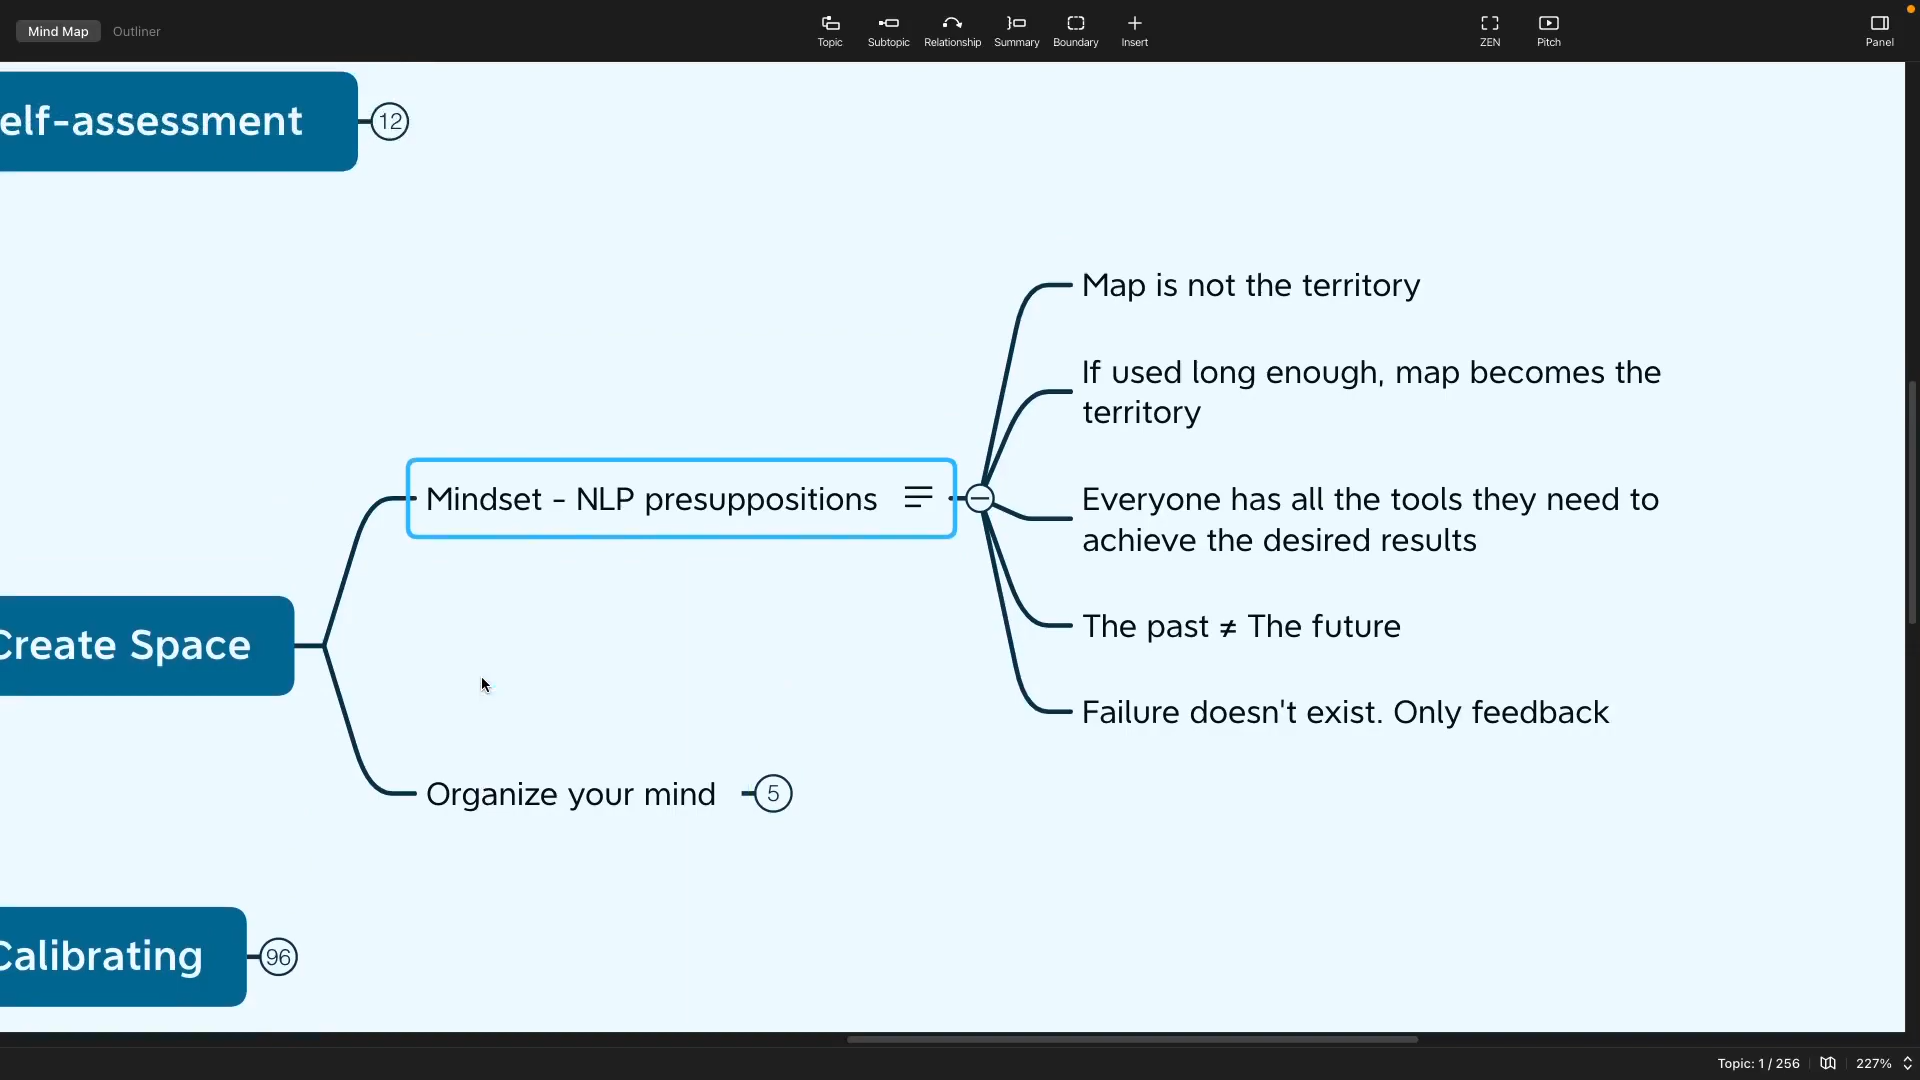 Mind Map
Outliner
Topic
Subtopic
Relationship
Summary
Boundary
Insert
ZEN
Pitch
Panel
elf-assessment
12
Map is not the territory
If used long enough, map becomes the
territory
Mindset - NLP presuppositions
Everyone has all the tools they need to
achieve the desired results
Create Space
The past ≠ The future
Failure doesn't exist. Only feedback
Organize your mind
5
Calibrating
96
Topic: 1 / 256
227%